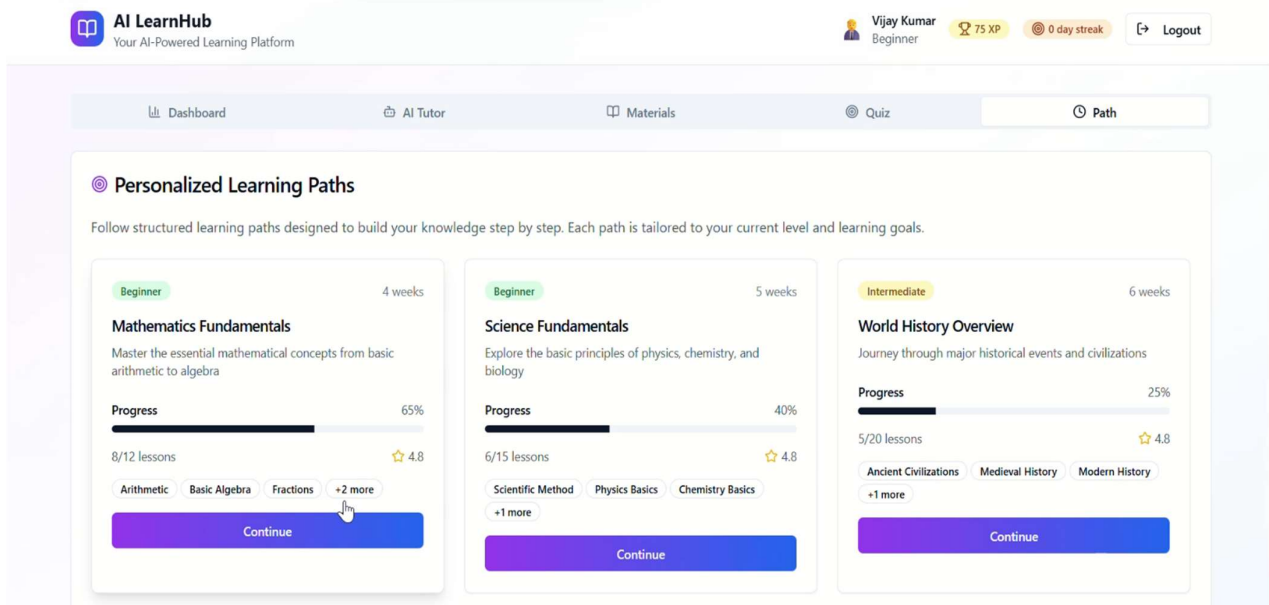 AI LearnHub
Your AI-Powered Learning Platform
Vijay Kumar
Beginner
75 XP
0 day streak
Logout
Dashboard
AI Tutor
Materials
Quiz
Path
Personalized Learning Paths
Follow structured learning paths designed to build your knowledge step by step. Each path is tailored to your current level and learning goals.
Beginner
4 weeks
Mathematics Fundamentals
Master the essential mathematical concepts from basic
arithmetic to algebra
Progress
65%
8/12 lessons
4.8
Arithmetic
Basic Algebra
Fractions
+2 more
Continue
Beginner
5 weeks
Science Fundamentals
Explore the basic principles of physics, chemistry, and
biology
Progress
40%
6/15 lessons
4.8
Scientific Method
Physics Basics
Chemistry Basics
+1 more
Continue
Intermediate
6 weeks
World History Overview
Journey through major historical events and civilizations
Progress
25%
5/20 lessons
4.8
Ancient Civilizations
Medieval History
Modern History
+1 more
Continue